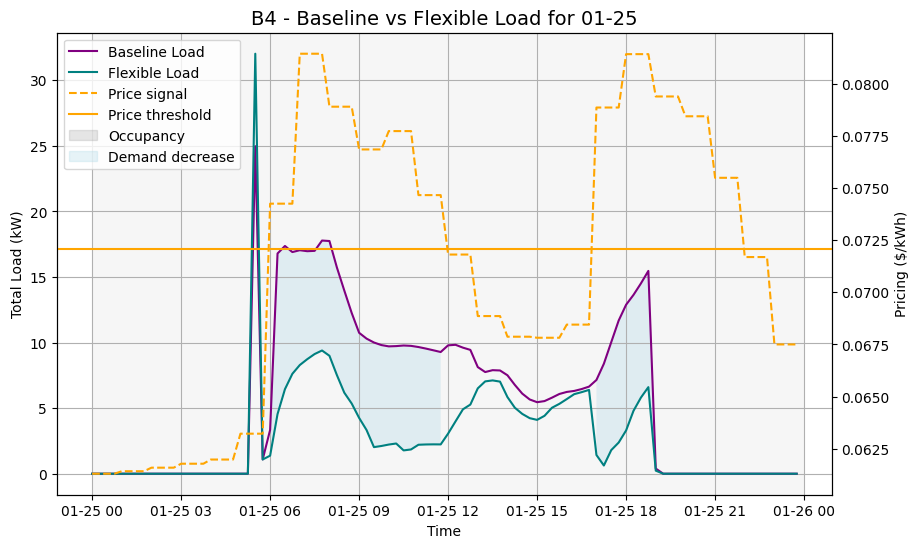 B4 - Baseline vs Flexible Load for 01-25
Baseline Load
Flexible Load
Price signal
Price threshold
Occupancy
Demand decrease
Total Load (kW)
30
25
20
15
10
5
0
0.0800
0.0775
0.0750
0.0725
0.0700
0.0675
0.0650
0.0625
Pricing ($/kWh)
01-25 00
01-25 03
01-25 06
01-25 09
01-25 12
01-25 15
01-25 18
01-25 21
01-26 00
Time